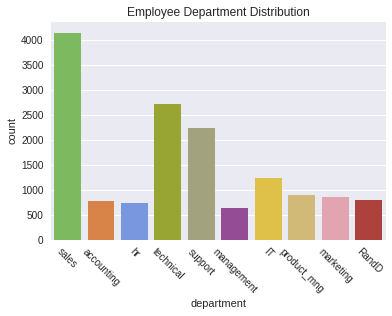 Employee Department Distribution
count
4000
3500
3000
2500
2000
1500
1000
500
0
sales
accounting
hr
technical
support
management
IT
product_mng
marketing
RandD
department